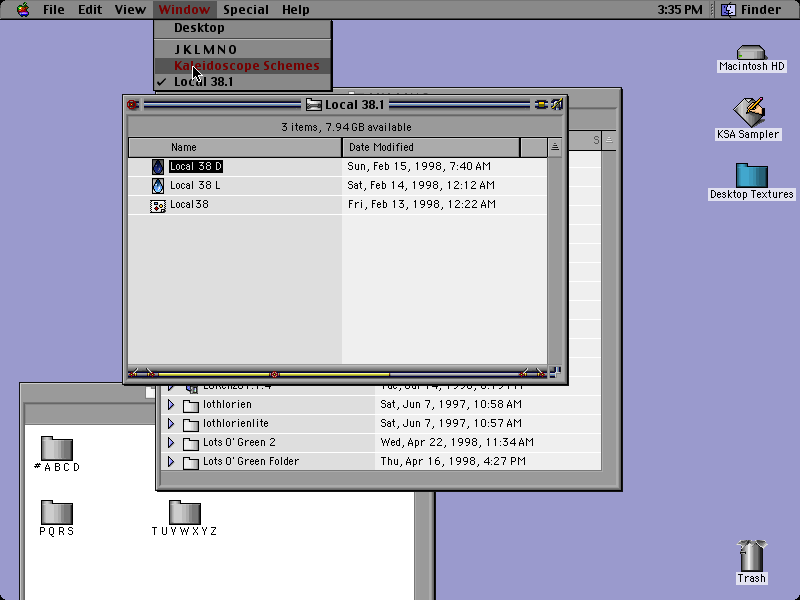 File Edit View Window Special Help 3:35 PM Finder
Desktop
J K L M N O
Kaleidoscope Schemes
✓ Local 38.1
Local 38.1
3 items, 7.94 GB available
Name Date Modified
S
Local 38 D Sun, Feb 15, 1998, 7:40 AM
Local 38 L Sat, Feb 14, 1998, 12:12 AM
Local38 Fri, Feb 13, 1998, 12:22 AM
lothlorien Sat, Jun 7, 1997, 10:58 AM
lothlorienlite Sat, Jun 7, 1997, 10:57 AM
Lots O' Green 2 Wed, Apr 22, 1998, 11:34 AM
Lots O' Green Folder Thu, Apr 16, 1998, 4:27 PM
# A B C D
P Q R S
T U V W X Y Z
Macintosh HD
KSA Sampler
Desktop Textures
Trash